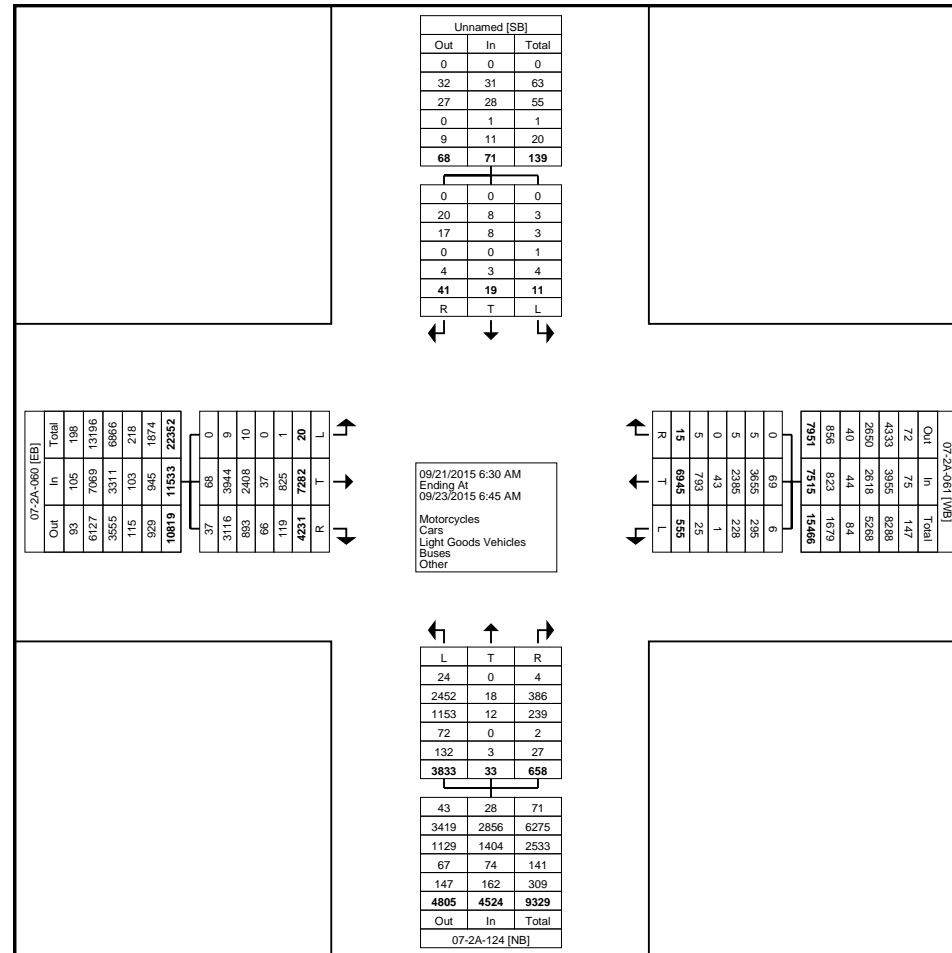 Unnamed [SB]
Out In Total
0 0 0
32 31 63
27 28 55
0 1 1
9 11 20
68 71 139
0 0 0
20 8 3
17 8 3
0 0 1
4 3 4
41 19 11
R T L
07-2A-060 [EB]
Out In Total
93 105 198
6127 7069 13196
3555 3311 6866
115 103 218
929 945 1874
10819 11533 22352
37 68 0
3116 3944 9
893 2408 10
66 37 0
119 825 1
4231 7282 20
R T L
09/21/2015 6:30 AM
Ending At
09/23/2015 6:45 AM
Motorcycles
Cars
Light Goods Vehicles
Buses
Other
07-2A-061 [WB]
Out In Total
72 75 147
4333 3955 8288
2650 2618 5268
40 44 84
856 823 1679
7951 7515 15466
0 69 6
5 3655 295
5 2385 228
0 43 1
5 793 25
15 6945 555
R T L
L T R
24 0 4
2452 18 386
1153 12 239
72 0 2
132 3 27
3833 33 658
43 28 71
3419 2856 6275
1129 1404 2533
67 74 141
147 162 309
4805 4524 9329
Out In Total
07-2A-124 [NB]